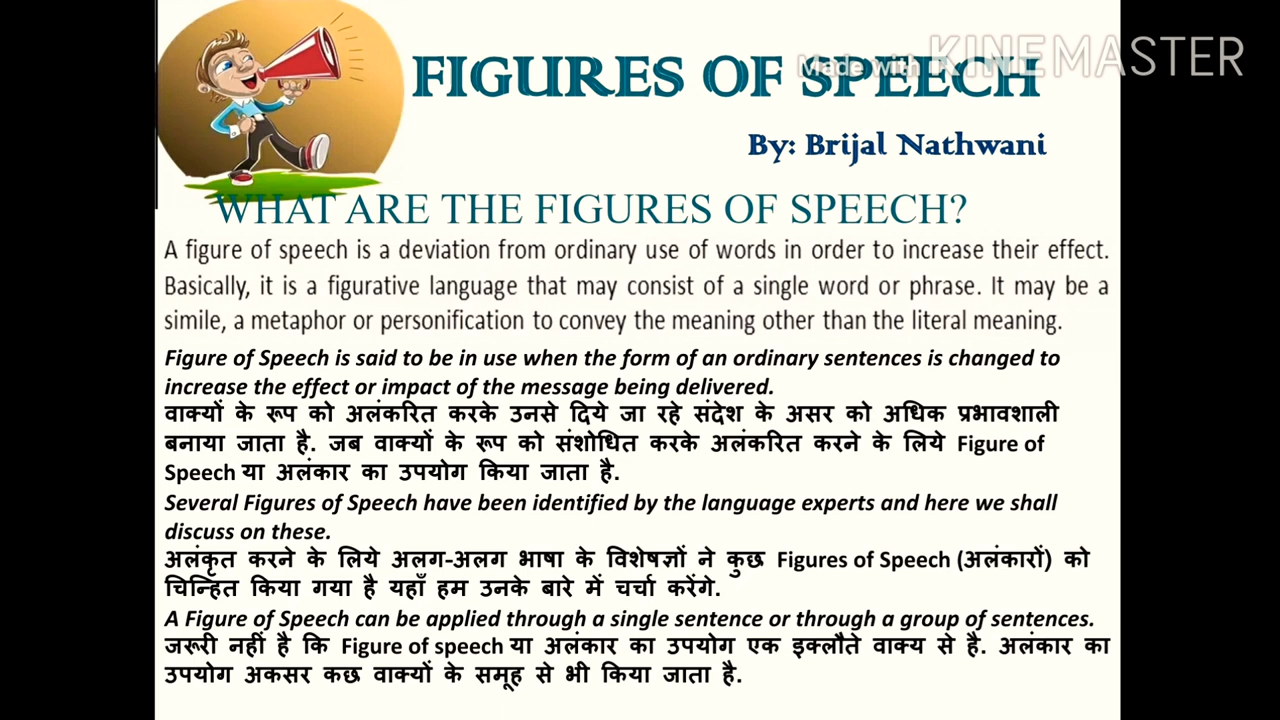 Made with KINEMASTER
FIGURES OF SPEECH
By: Brijal Nathwani
WHAT ARE THE FIGURES OF SPEECH?
A figure of speech is a deviation from ordinary use of words in order to increase their effect.
Basically, it is a figurative language that may consist of a single word or phrase. It may be a
simile, a metaphor or personification to convey the meaning other than the literal meaning.
Figure of Speech is said to be in use when the form of an ordinary sentences is changed to
increase the effect or impact of the message being delivered.
वाक्यों के रूप को अलंकरित करके उनसे दिये जा रहे संदेश के असर को अधिक प्रभावशाली
बनाया जाता है. जब वाक्यों के रूप को संशोधित करके अलंकरित करने के लिये Figure of
Speech या अलंकार का उपयोग किया जाता है.
Several Figures of Speech have been identified by the language experts and here we shall
discuss on these.
अलंकृत करने के लिये अलग-अलग भाषा के विशेषज्ञों ने कुछ Figures of Speech (अलंकारों) को
चिन्हित किया गया है यहाँ हम उनके बारे में चर्चा करेंगे.
A Figure of Speech can be applied through a single sentence or through a group of sentences.
जरूरी नहीं है कि Figure of speech या अलंकार का उपयोग एक इक्लौते वाक्य से है. अलंकार का
उपयोग अकसर कछ वाक्यों के समूह से भी किया जाता है.